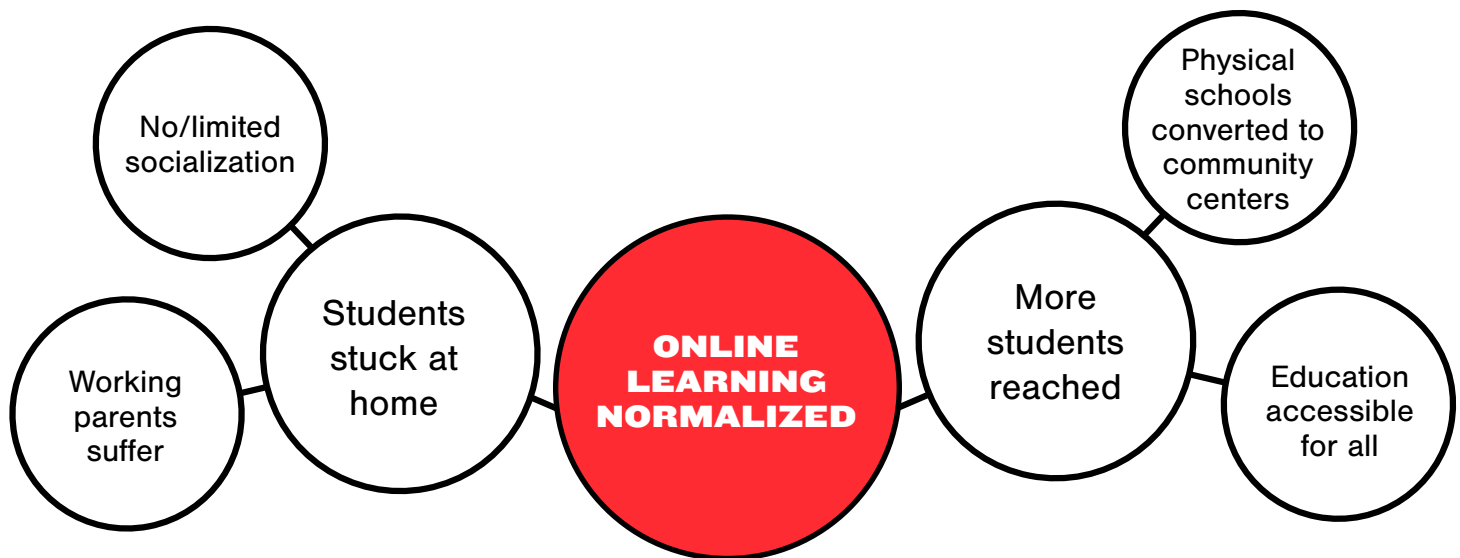 No/limited
socialization
Working
parents
suffer
Students
stuck at
home
ONLINE
LEARNING
NORMALIZED
More
students
reached
Physical
schools
converted to
community
centers
Education
accessible
for all